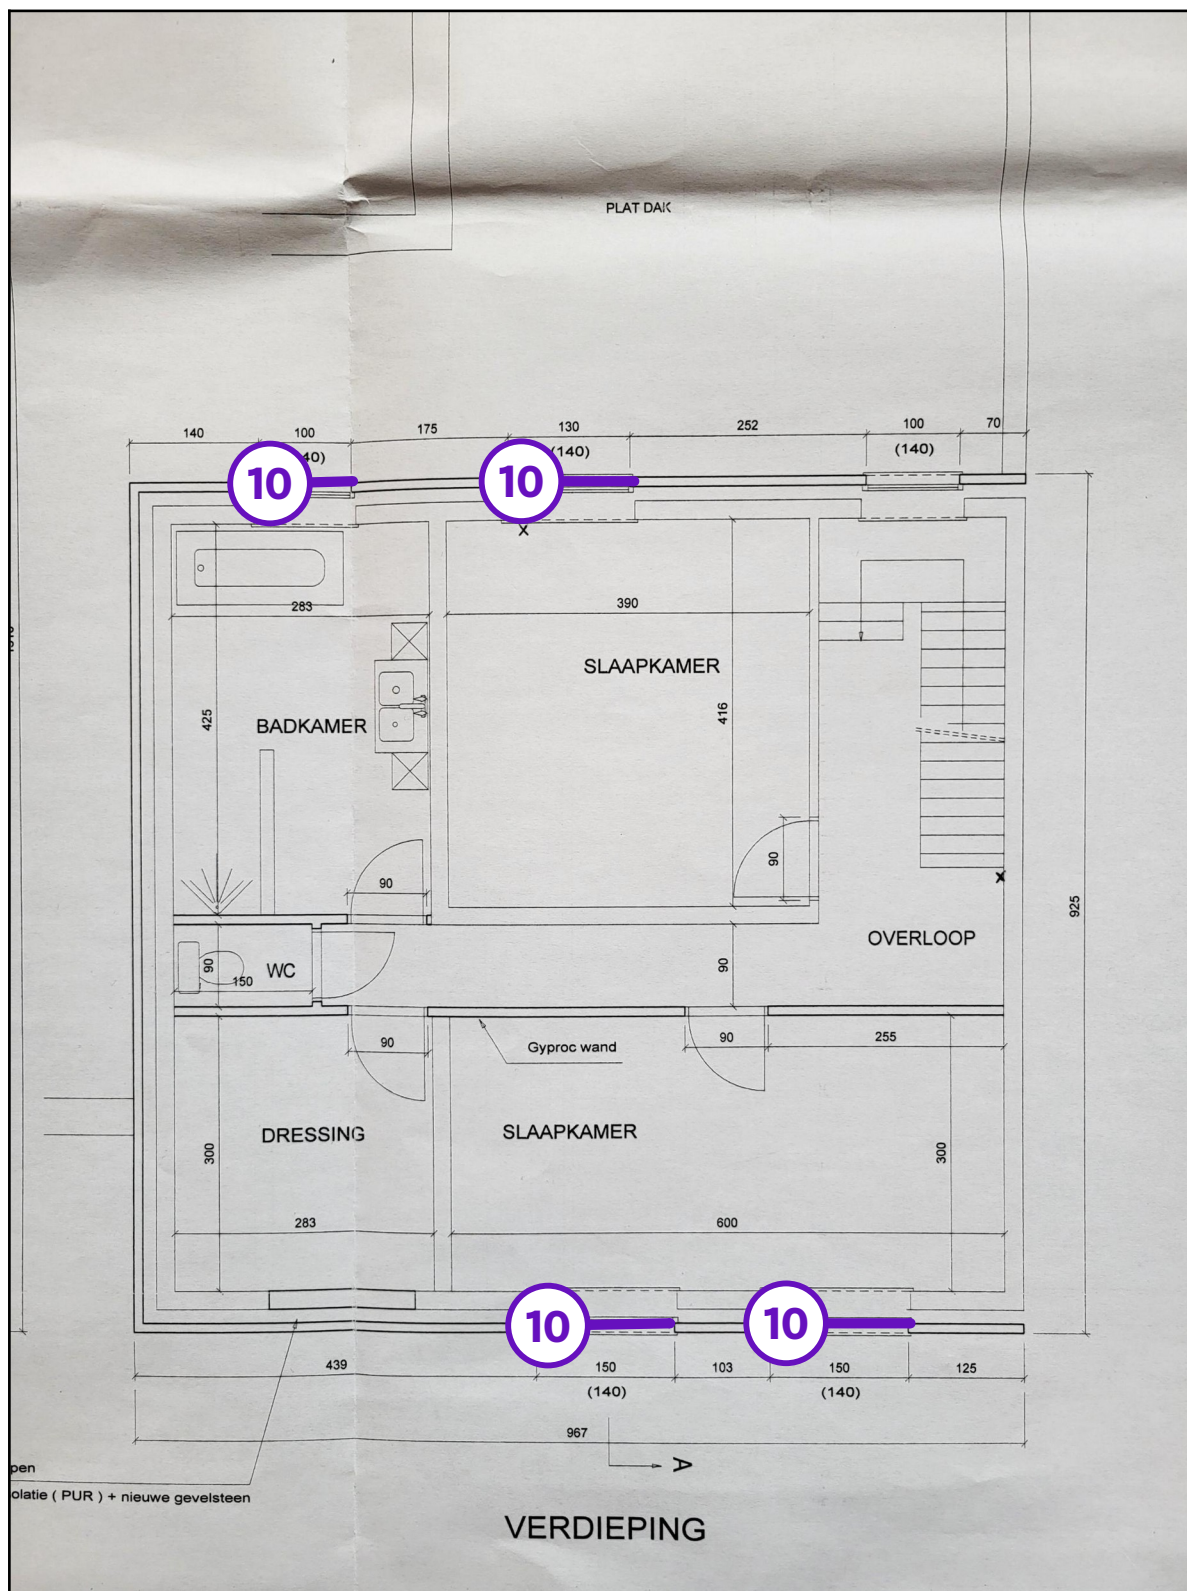 PLAT DAK
140 100 175 130 252 100 70
40) (140) (140)
10 10
X
283 390
SLAAPKAMER
425 BADKAMER 416
90
90
X
925
OVERLOOP
90 WC 150 90
90 Gyproc wand 90 255
DRESSING SLAAPKAMER
300 300
283 600
10 10
439 150 103 150 125
(140) (140)
967
A
pen
olatie ( PUR ) + nieuwe gevelsteen
VERDIEPING